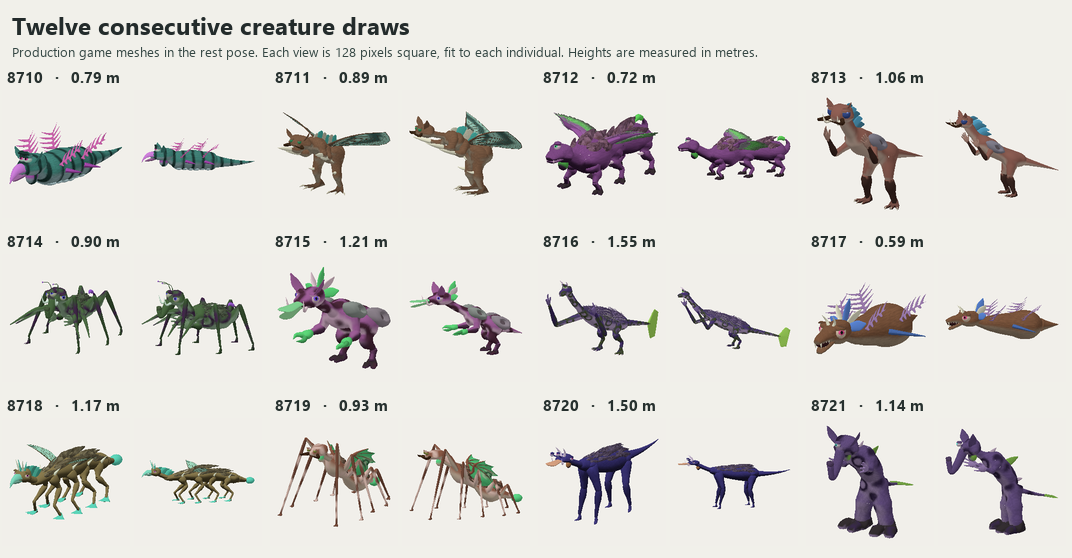 Twelve consecutive creature draws
Production game meshes in the rest pose. Each view is 128 pixels square, fit to each individual. Heights are measured in metres.
8710 · 0.79 m
8711 · 0.89 m
8712 · 0.72 m
8713 · 1.06 m
8714 · 0.90 m
8715 · 1.21 m
8716 · 1.55 m
8717 · 0.59 m
8718 · 1.17 m
8719 · 0.93 m
8720 · 1.50 m
8721 · 1.14 m